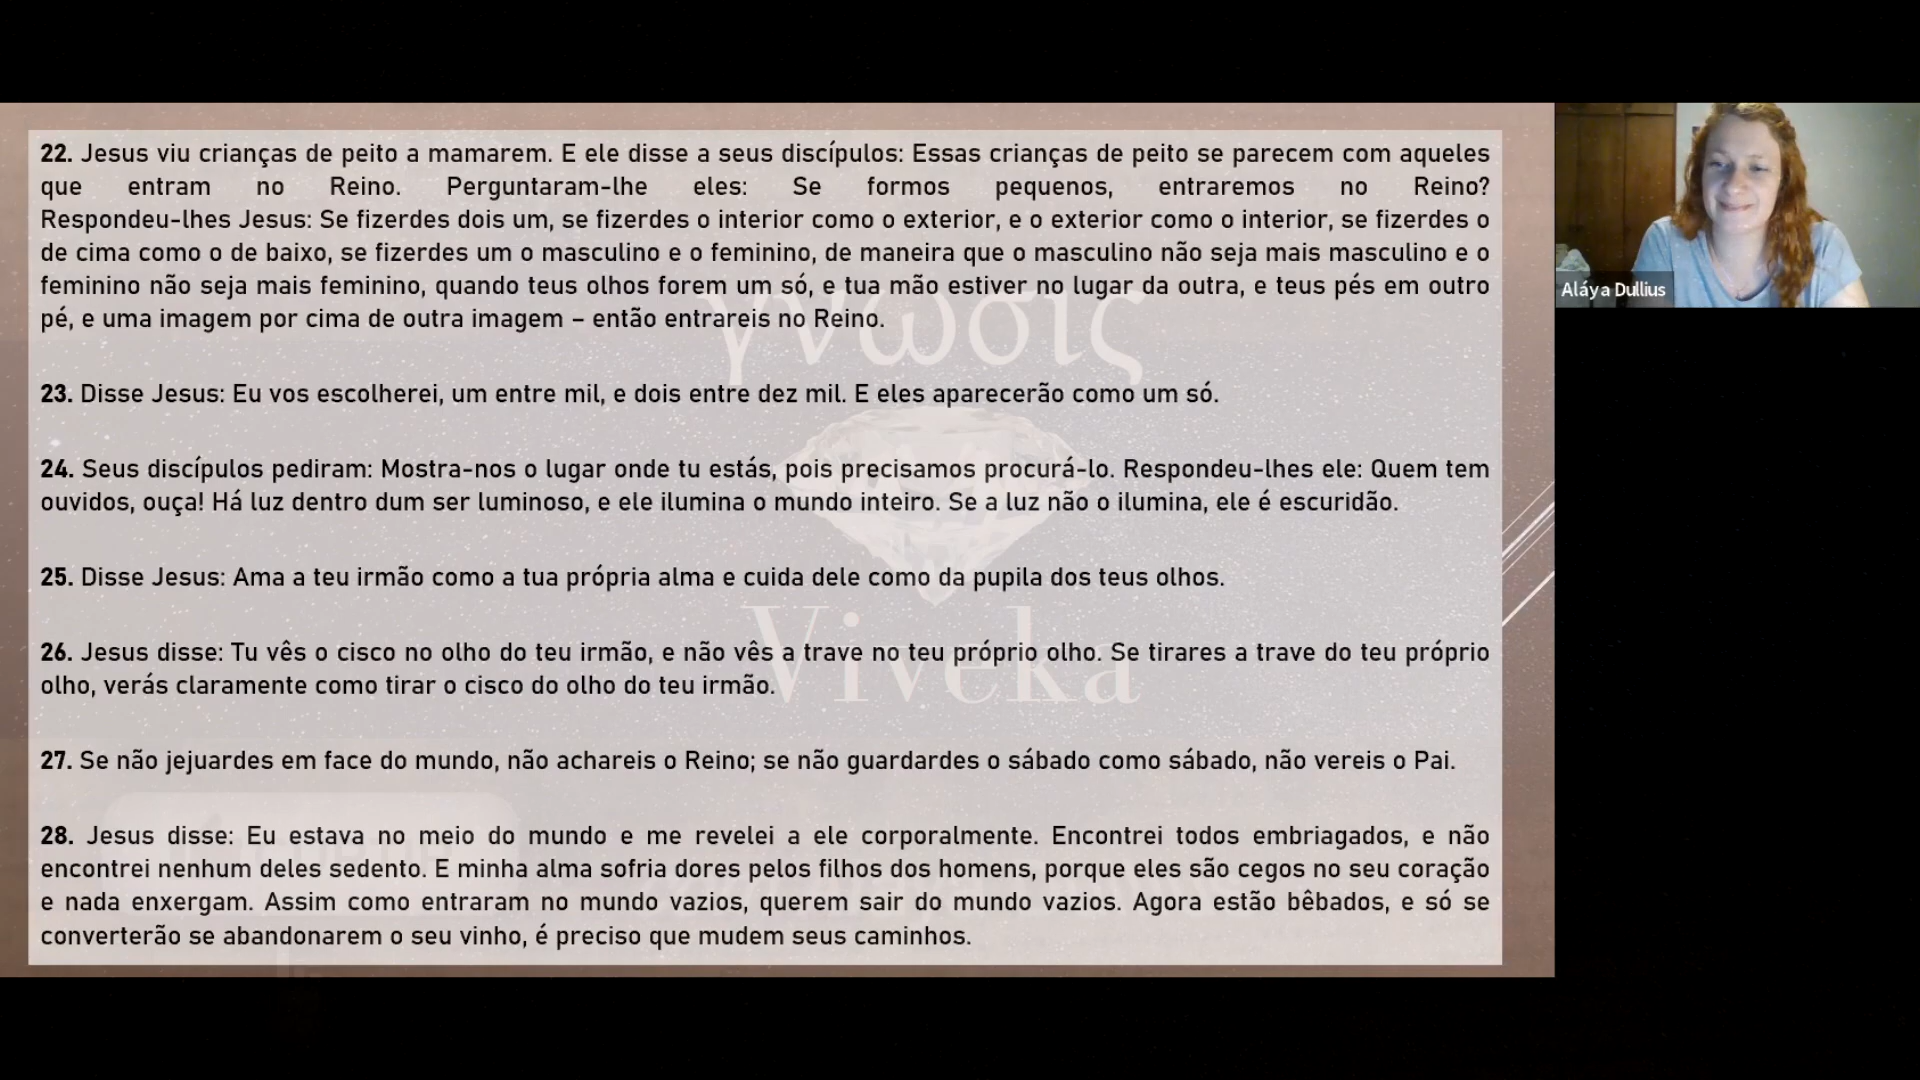 22. Jesus viu crianças de peito a mamarem. E ele disse a seus discípulos: Essas crianças de peito se parecem com aqueles
que entram no Reino. Perguntaram-lhe eles: Se formos pequenos, entraremos no Reino?
Respondeu-lhes Jesus: Se fizerdes dois um, se fizerdes o interior como o exterior, e o exterior como o interior, se fizerdes o
de cima como o de baixo, se fizerdes um o masculino e o feminino, de maneira que o masculino não seja mais masculino e o
feminino não seja mais feminino, quando teus olhos forem um só, e tua mão estiver no lugar da outra, e teus pés em outro
pé, e uma imagem por cima de outra imagem – então entrareis no Reino.
γνωσις
23. Disse Jesus: Eu vos escolherei, um entre mil, e dois entre dez mil. E eles aparecerão como um só.
24. Seus discípulos pediram: Mostra-nos o lugar onde tu estás, pois precisamos procurá-lo. Respondeu-lhes ele: Quem tem
ouvidos, ouça! Há luz dentro dum ser luminoso, e ele ilumina o mundo inteiro. Se a luz não o ilumina, ele é escuridão.
25. Disse Jesus: Ama a teu irmão como a tua própria alma e cuida dele como da pupila dos teus olhos.
Viveka
26. Jesus disse: Tu vês o cisco no olho do teu irmão, e não vês a trave no teu próprio olho. Se tirares a trave do teu próprio
olho, verás claramente como tirar o cisco do olho do teu irmão.
27. Se não jejuardes em face do mundo, não achareis o Reino; se não guardardes o sábado como sábado, não vereis o Pai.
28. Jesus disse: Eu estava no meio do mundo e me revelei a ele corporalmente. Encontrei todos embriagados, e não
encontrei nenhum deles sedento. E minha alma sofria dores pelos filhos dos homens, porque eles são cegos no seu coração
e nada enxergam. Assim como entraram no mundo vazios, querem sair do mundo vazios. Agora estão bêbados, e só se
converterão se abandonarem o seu vinho, é preciso que mudem seus caminhos.
Aláya Dullius